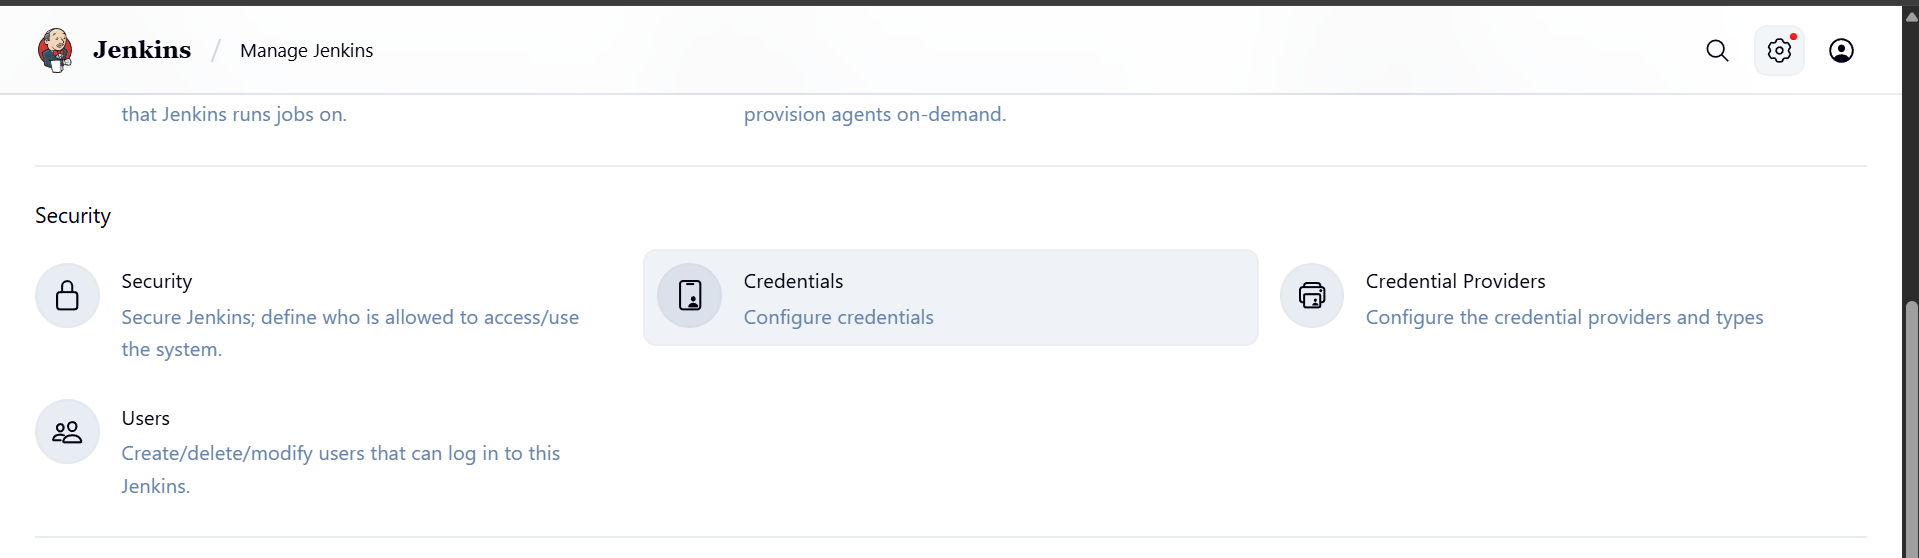 Jenkins / Manage Jenkins
that Jenkins runs jobs on.
provision agents on-demand.
Security
Security
Secure Jenkins; define who is allowed to access/use
the system.
Credentials
Configure credentials
Credential Providers
Configure the credential providers and types
Users
Create/delete/modify users that can log in to this
Jenkins.